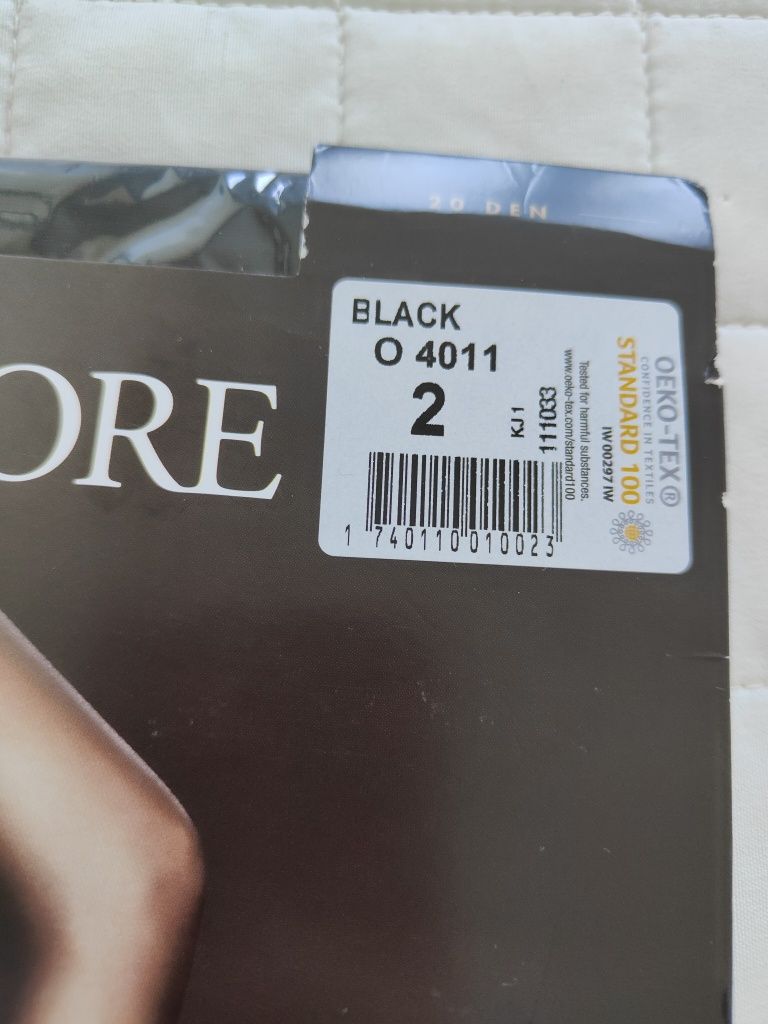 20 DEN
ORE
BLACK
O 4011
2
KJ1
111033
1 740110 010023
Tested for harmful substances.
www.oeko-tex.com/standard100
IW 00297 IW
STANDARD 100
CONFIDENCE IN TEXTILES
OEKO-TEX®